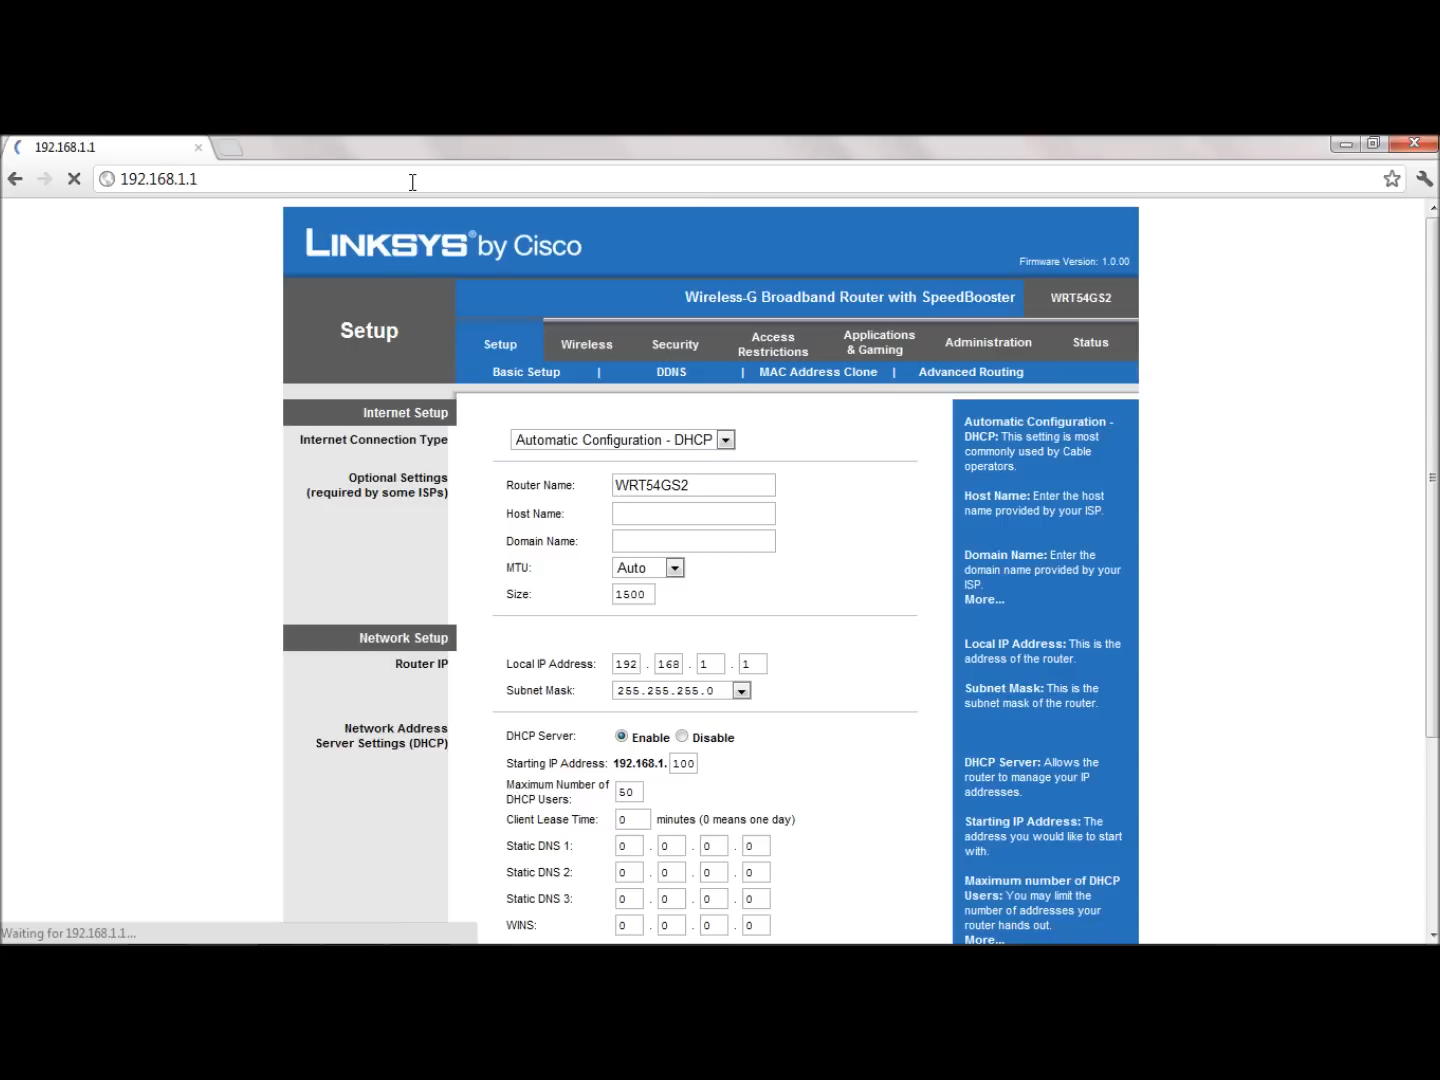 192.168.1.1
192.168.1.1
LINKSYS® by Cisco
Firmware Version: 1.0.00
Wireless-G Broadband Router with SpeedBooster
WRT54GS2
Setup
Setup
Wireless
Security
Access
Restrictions
Applications
& Gaming
Administration
Status
Basic Setup | DDNS | MAC Address Clone | Advanced Routing
Internet Setup
Internet Connection Type
Automatic Configuration - DHCP
Optional Settings
(required by some ISPs)
Router Name: WRT54GS2
Host Name:
Domain Name:
MTU: Auto
Size: 1500
Network Setup
Router IP
Local IP Address: 192 . 168 . 1 . 1
Subnet Mask: 255.255.255.0
Network Address
Server Settings (DHCP)
DHCP Server: Enable Disable
Starting IP Address: 192.168.1. 100
Maximum Number of
DHCP Users: 50
Client Lease Time: 0 minutes (0 means one day)
Static DNS 1: 0 . 0 . 0 . 0
Static DNS 2: 0 . 0 . 0 . 0
Static DNS 3: 0 . 0 . 0 . 0
WINS: 0 . 0 . 0 . 0
Automatic Configuration -
DHCP: This setting is most
commonly used by Cable
operators.
Host Name: Enter the host
name provided by your ISP.
Domain Name: Enter the
domain name provided by your
ISP.
More...
Local IP Address: This is the
address of the router.
Subnet Mask: This is the
subnet mask of the router.
DHCP Server: Allows the
router to manage your IP
addresses.
Starting IP Address: The
address you would like to start
with.
Maximum number of DHCP
Users: You may limit the
number of addresses your
router hands out.
More...
Waiting for 192.168.1.1...